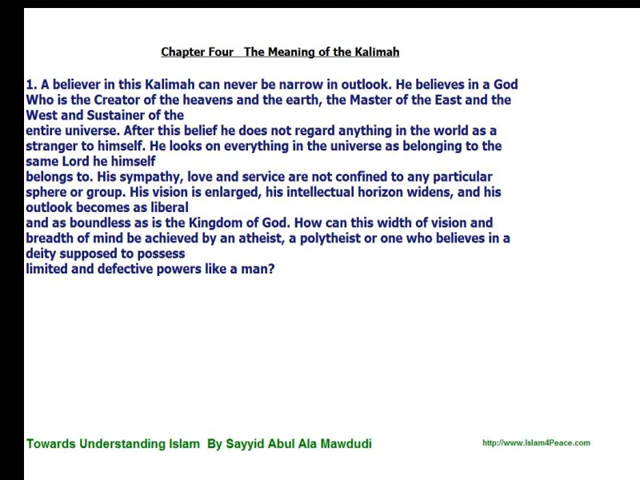 Chapter Four   The Meaning of the Kalimah
1. A believer in this Kalimah can never be narrow in outlook. He believes in a God
Who is the Creator of the heavens and the earth, the Master of the East and the
West and Sustainer of the
entire universe. After this belief he does not regard anything in the world as a
stranger to himself. He looks on everything in the universe as belonging to the
same Lord he himself
belongs to. His sympathy, love and service are not confined to any particular
sphere or group. His vision is enlarged, his intellectual horizon widens, and his
outlook becomes as liberal
and as boundless as is the Kingdom of God. How can this width of vision and
breadth of mind be achieved by an atheist, a polytheist or one who believes in a
deity supposed to possess
limited and defective powers like a man?
Towards Understanding Islam  By Sayyid Abul Ala Mawdudi
http://www.Islam4Peace.com